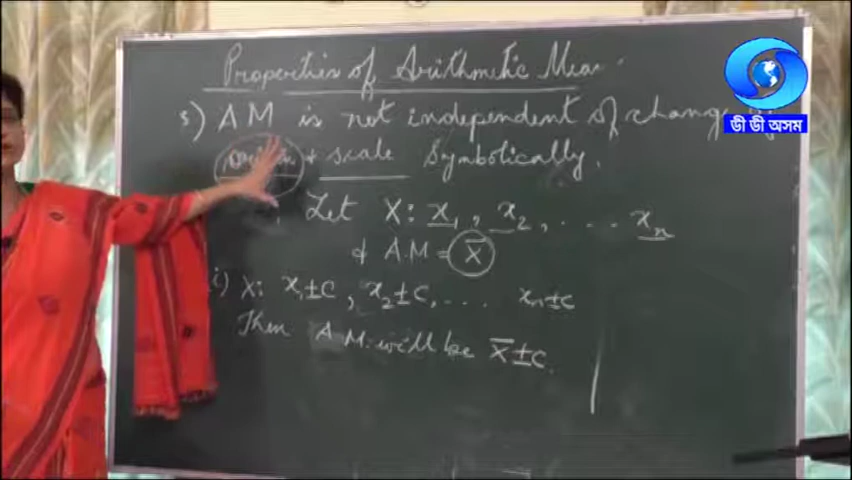 Properties of Arithmetic Mean
3) AM is not independent of change of
origin & scale Symbolically,
Let X: x₁, x₂, .... xₙ
& A.M = X̄
i) X: x₁±c, x₂±c, ... xₙ±c
Then A.M. will be X̄±c.
ডী ডী অসম